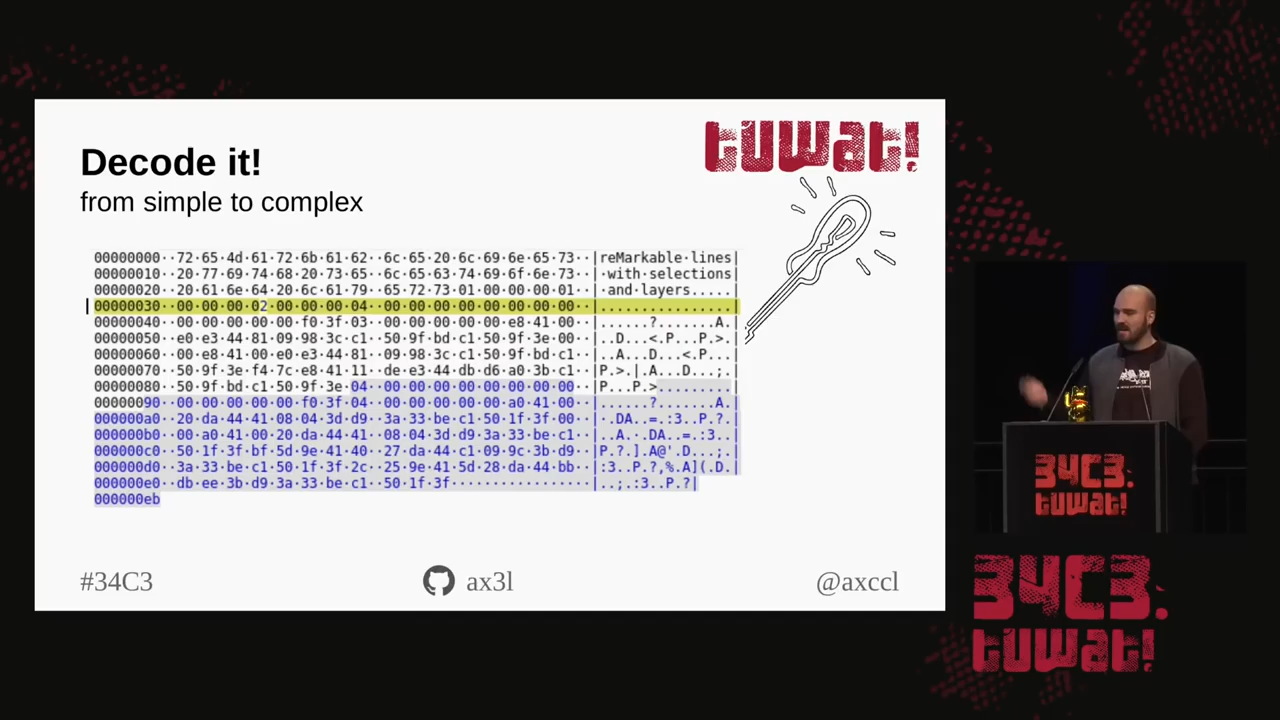 tuwat!
Decode it!
from simple to complex
00000000··72·65·4d·61·72·6b·61·62··6c·65·20·6c·69·6e·65·73··|reMarkable·lines|
00000010··20·77·69·74·68·20·73·65··6c·65·63·74·69·6f·6e·73··|·with·selections|
00000020··20·61·6e·64·20·6c·61·79··65·72·73·01·00·00·00·01··|·and·layers.....|
00000030··00·00·00·02·00·00·00·04··00·00·00·00·00·00·00·00··|................|
00000040··00·00·00·00·00·f0·3f·03··00·00·00·00·00·e8·41·00··|......?.......A.|
00000050··e0·e3·44·81·09·98·3c·c1··50·9f·bd·c1·50·9f·3e·00··|..D...<.P...P.>.|
00000060··00·e8·41·00·e0·e3·44·81··09·98·3c·c1·50·9f·bd·c1··|..A...D...<.P...|
00000070··50·9f·3e·f4·7c·e8·41·11··de·e3·44·db·d6·a0·3b·c1··|P.>.|.A...D...;.|
00000080··50·9f·bd·c1·50·9f·3e·04··00·00·00·00·00·00·00·00··|P...P.>.........|
00000090··00·00·00·00·00·f0·3f·04··00·00·00·00·00·a0·41·00··|......?.......A.|
000000a0··20·da·44·41·08·04·3d·d9··3a·33·be·c1·50·1f·3f·00··|·.DA..=.:3..P.?.|
000000b0··00·a0·41·00·20·da·44·41··08·04·3d·d9·3a·33·be·c1··|..A.·.DA..=.:3..|
000000c0··50·1f·3f·bf·5d·9e·41·40··27·da·44·c1·09·9c·3b·d9··|P.?.].A@'.D...;.|
000000d0··3a·33·be·c1·50·1f·3f·2c··25·9e·41·5d·28·da·44·bb··|:3..P.?,%.A](.D.|
000000e0··db·ee·3b·d9·3a·33·be·c1··50·1f·3f·················|..;.:3..P.?|
000000eb
#34C3
ax3l
@axccl
34C3.
tuwat!
34C3.
tuwat!